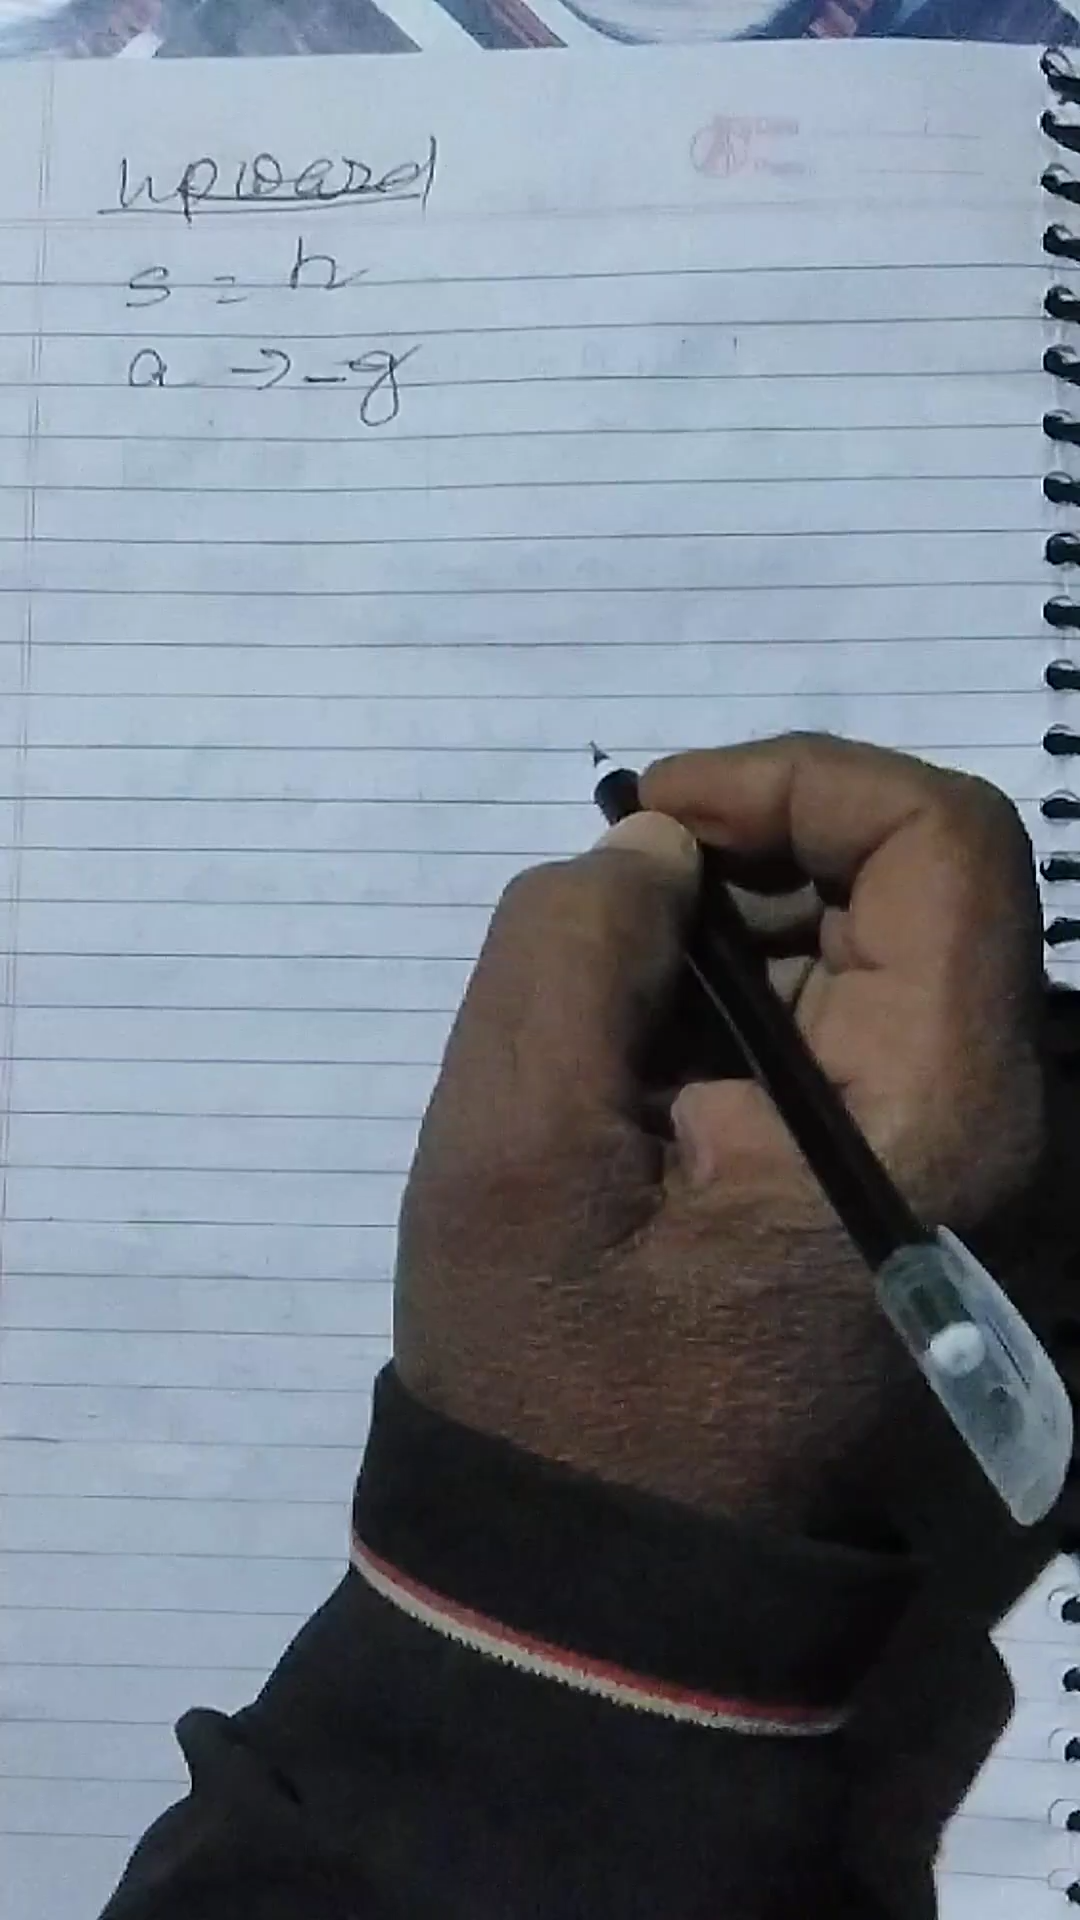 upward
s = h
a → -g